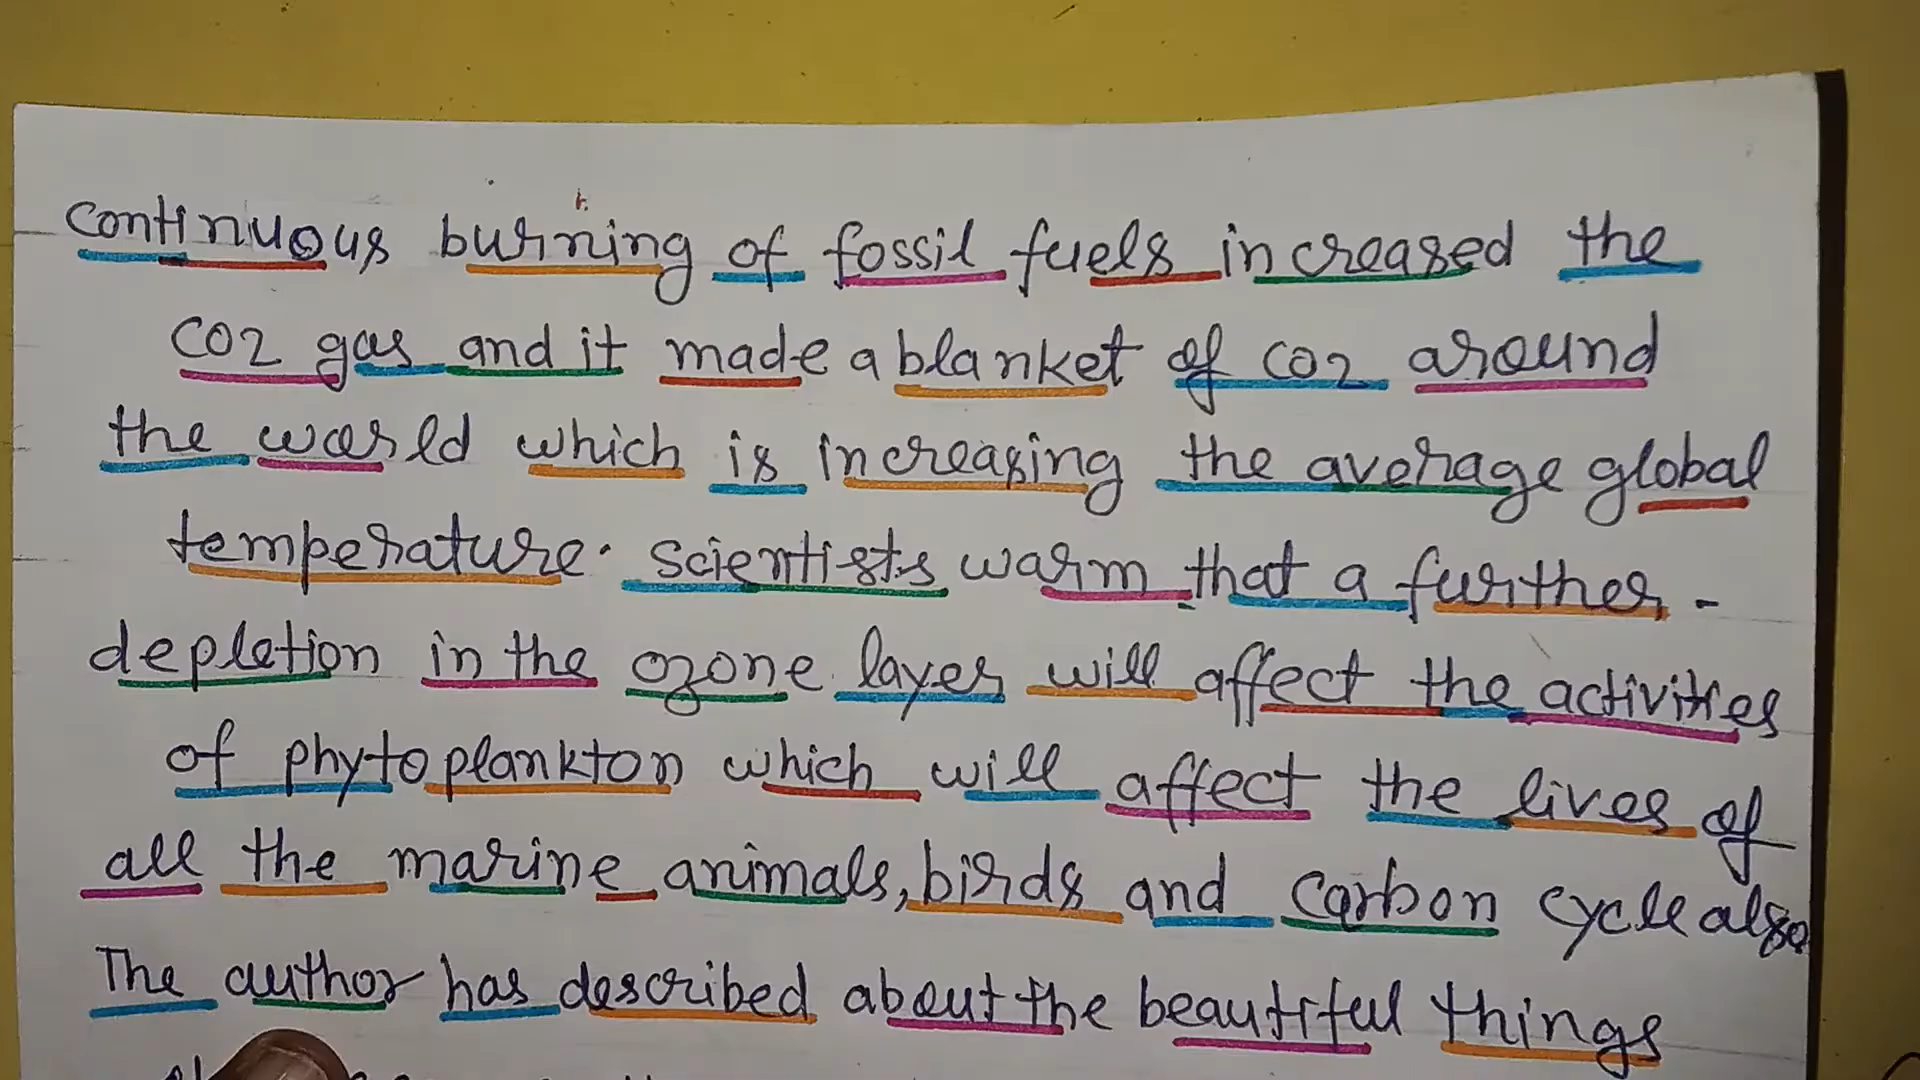 continuous burning of fossil fuels increased the
CO2 gas and it made a blanket of CO2 around
the world which is increasing the average global
temperature. Scientists warm that a further -
depletion in the ozone layer will affect the activities
of phytoplankton which will affect the lives of
all the marine animals, birds and carbon cycle also
The author has described about the beautiful things